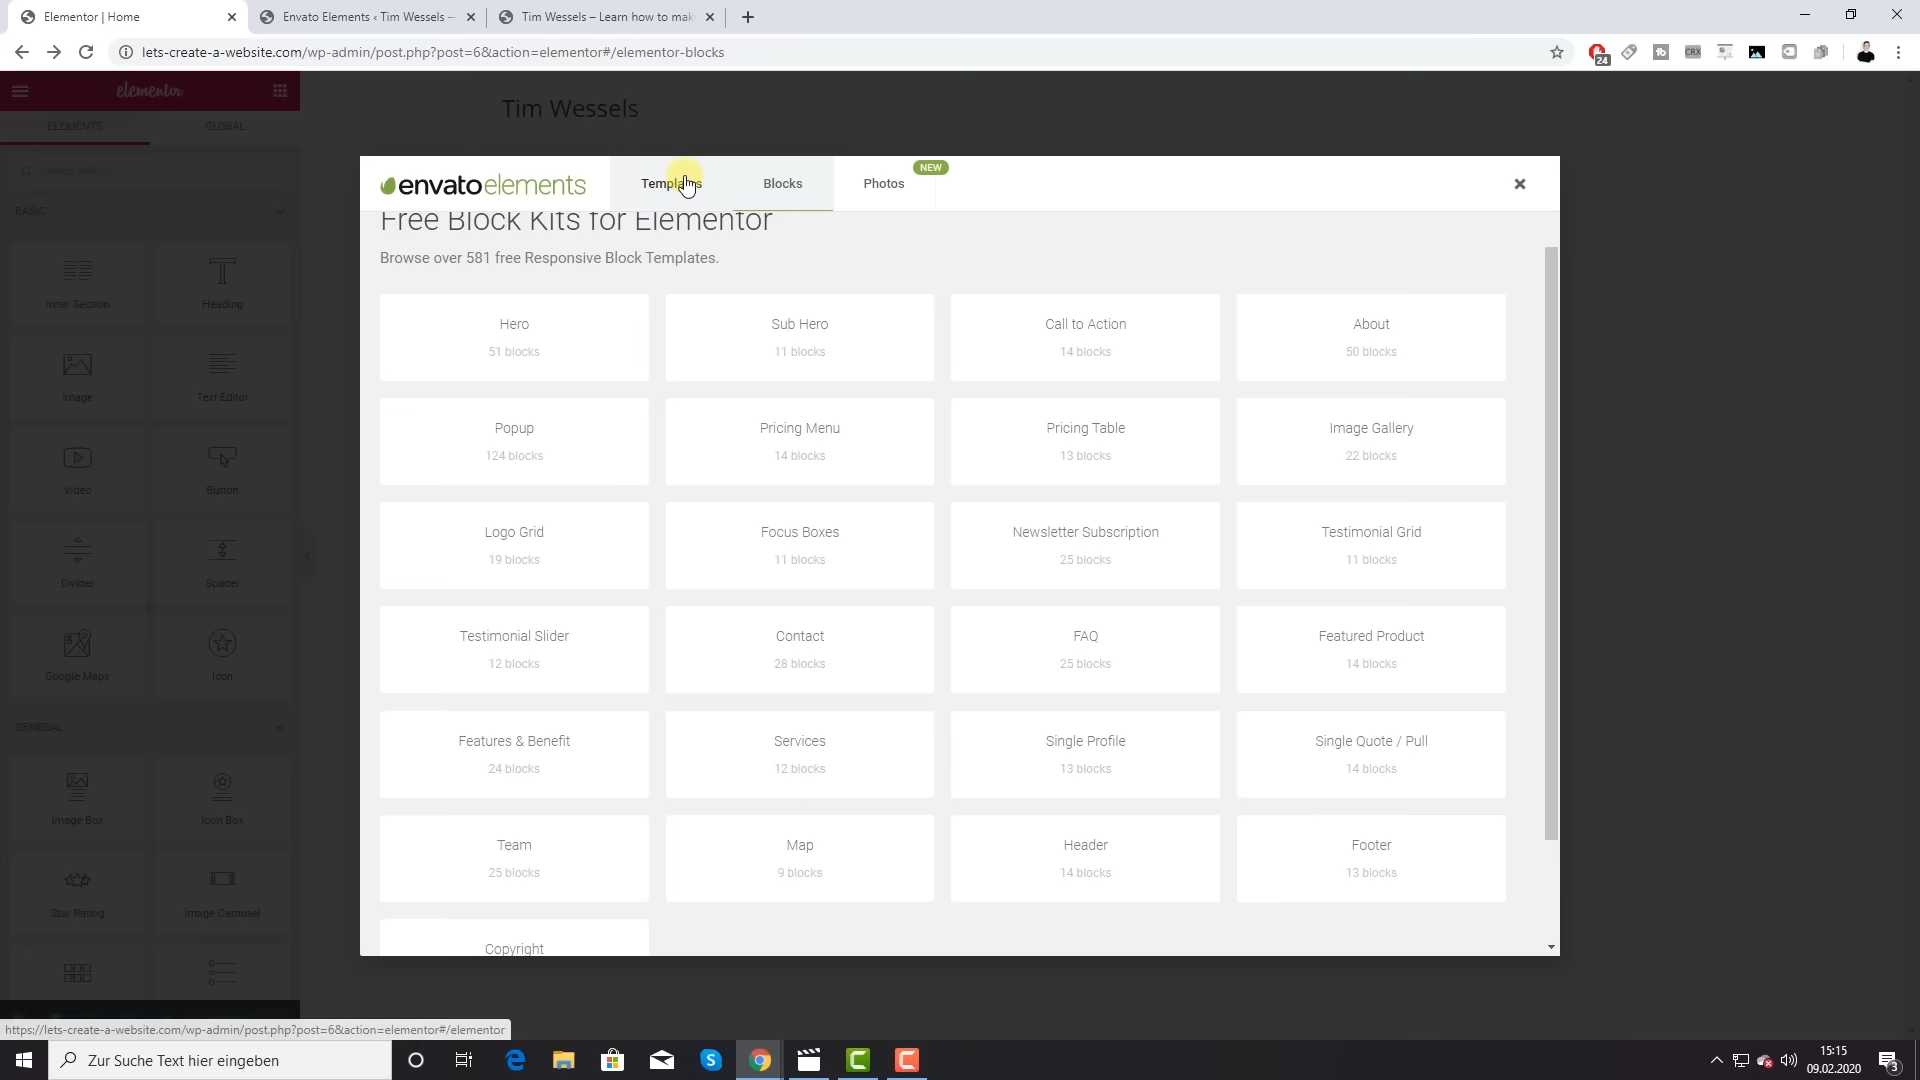 Elementor | Home
Envato Elements ‹ Tim Wessels —
Tim Wessels – Learn how to mak
lets-create-a-website.com/wp-admin/post.php?post=6&action=elementor#/elementor-blocks
24
CRX
elementor
ELEMENTS
GLOBAL
BASIC
Inner Section
Heading
Image
Text Editor
Video
Button
Divider
Spacer
Google Maps
Icon
GENERAL
Image Box
Icon Box
Star Rating
Image Carousel
Tim Wessels
envatoelements
Templates
Blocks
Photos
NEW
Free Block Kits for Elementor
Browse over 581 free Responsive Block Templates.
Hero
51 blocks
Sub Hero
11 blocks
Call to Action
14 blocks
About
50 blocks
Popup
124 blocks
Pricing Menu
14 blocks
Pricing Table
13 blocks
Image Gallery
22 blocks
Logo Grid
19 blocks
Focus Boxes
11 blocks
Newsletter Subscription
25 blocks
Testimonial Grid
11 blocks
Testimonial Slider
12 blocks
Contact
28 blocks
FAQ
25 blocks
Featured Product
14 blocks
Features & Benefit
24 blocks
Services
12 blocks
Single Profile
13 blocks
Single Quote / Pull
14 blocks
Team
25 blocks
Map
9 blocks
Header
14 blocks
Footer
13 blocks
Copyright
https://lets-create-a-website.com/wp-admin/post.php?post=6&action=elementor#/elementor
Zur Suche Text hier eingeben
15:15
09.02.2020
3